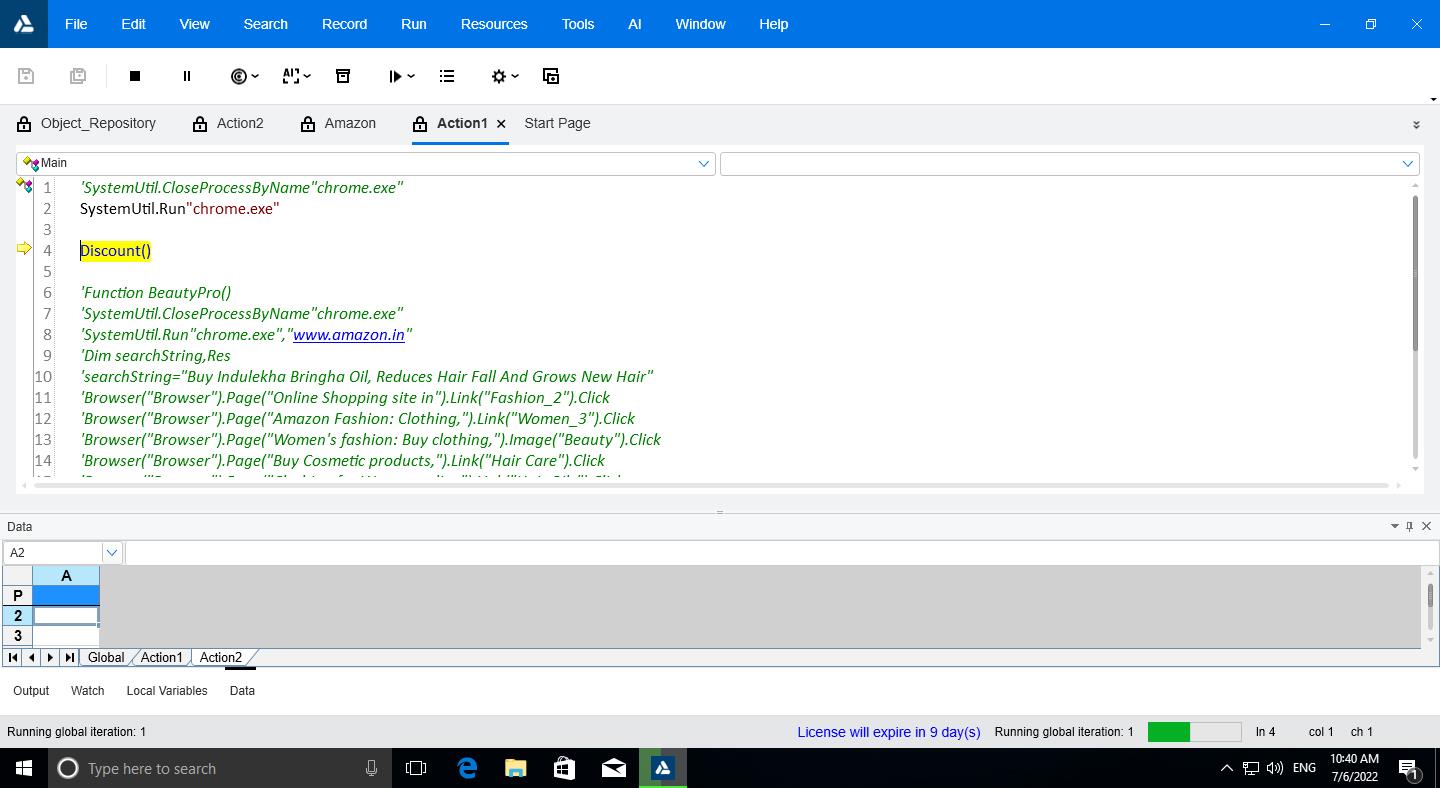 File Edit View Search Record Run Resources Tools AI Window Help
AI
Object_Repository Action2 Amazon Action1 Start Page
Main
1 'SystemUtil.CloseProcessByName"chrome.exe"
2 SystemUtil.Run"chrome.exe"
3
4 Discount()
5
6 'Function BeautyPro()
7 'SystemUtil.CloseProcessByName"chrome.exe"
8 'SystemUtil.Run"chrome.exe","www.amazon.in"
9 'Dim searchString,Res
10 'searchString="Buy Indulekha Bringha Oil, Reduces Hair Fall And Grows New Hair"
11 'Browser("Browser").Page("Online Shopping site in").Link("Fashion_2").Click
12 'Browser("Browser").Page("Amazon Fashion: Clothing,").Link("Women_3").Click
13 'Browser("Browser").Page("Women's fashion: Buy clothing,").Image("Beauty").Click
14 'Browser("Browser").Page("Buy Cosmetic products,").Link("Hair Care").Click
Data
A2
A
P
2
3
Global Action1 Action2
Output Watch Local Variables Data
Running global iteration: 1 License will expire in 9 day(s) Running global iteration: 1 ln 4 col 1 ch 1
Type here to search ENG 10:40 AM
7/6/2022 1